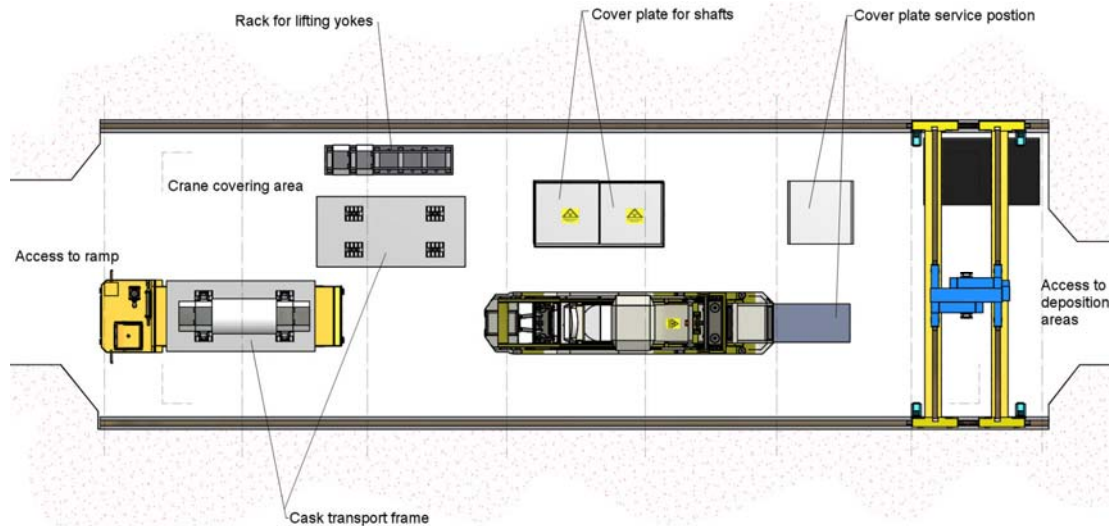 Rack for lifting yokes
Cover plate for shafts
Cover plate service postion
Crane covering area
Access to ramp
Access to
deposition
areas
Cask transport frame